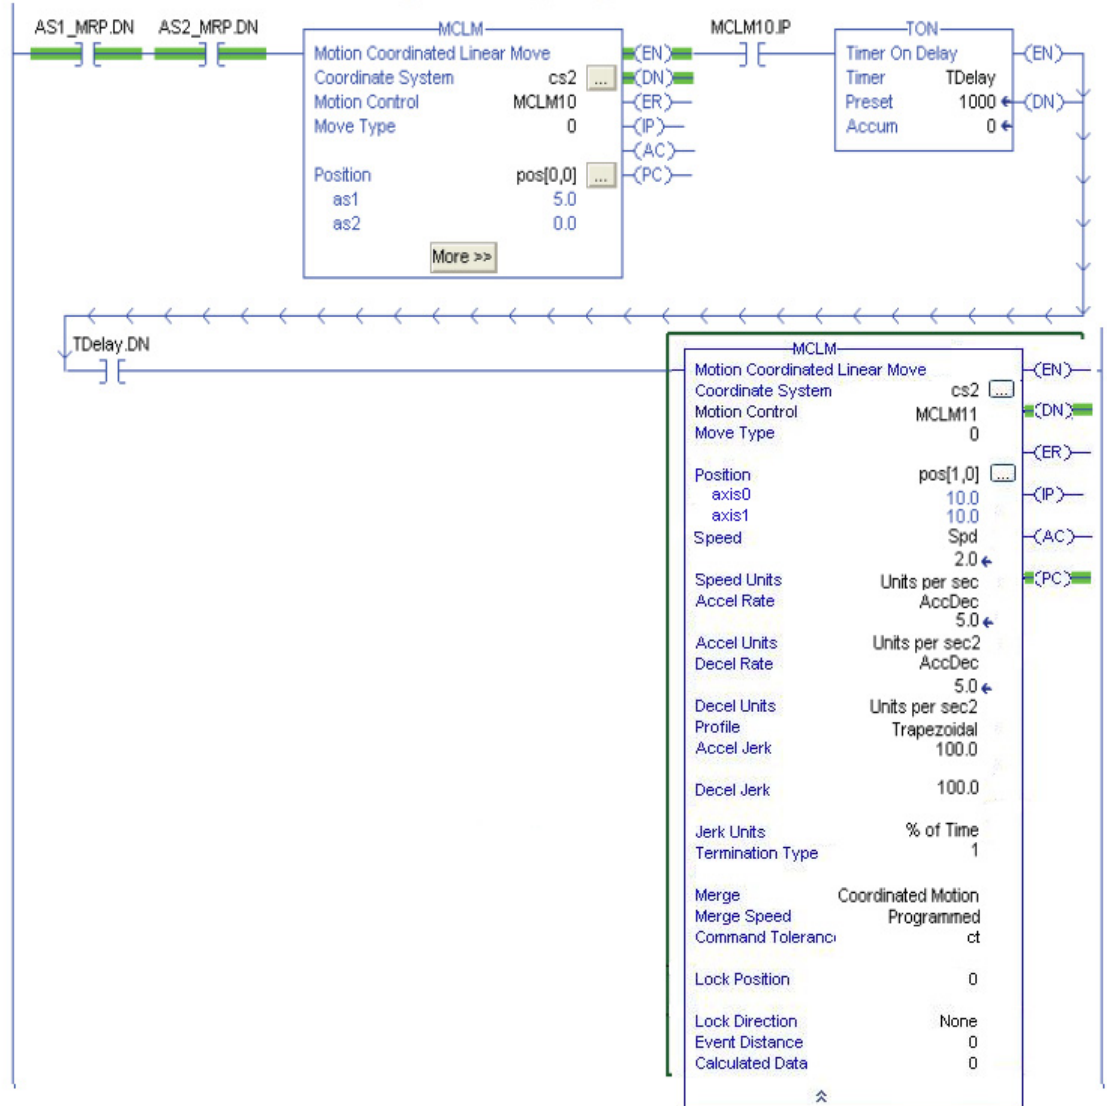 AS1_MRP.DN AS2_MRP.DN MCLM MCLM10.IP TON
Motion Coordinated Linear Move (EN) Timer On Delay (EN)
Coordinate System cs2 ... (DN) Timer TDelay
Motion Control MCLM10 (ER) Preset 1000 (DN)
Move Type 0 (IP) Accum 0
(AC)
Position pos[0,0] ... (PC)
as1 5.0
as2 0.0
More >>
TDelay.DN MCLM
Motion Coordinated Linear Move (EN)
Coordinate System cs2 ...
Motion Control MCLM11 (DN)
Move Type 0
(ER)
Position pos[1,0] ...
axis0 10.0 (IP)
axis1 10.0
Speed Spd (AC)
2.0
Speed Units Units per sec (PC)
Accel Rate AccDec
5.0
Accel Units Units per sec2
Decel Rate AccDec
5.0
Decel Units Units per sec2
Profile Trapezoidal
Accel Jerk 100.0
Decel Jerk 100.0
Jerk Units % of Time
Termination Type 1
Merge Coordinated Motion
Merge Speed Programmed
Command Toleranc ct
Lock Position 0
Lock Direction None
Event Distance 0
Calculated Data 0